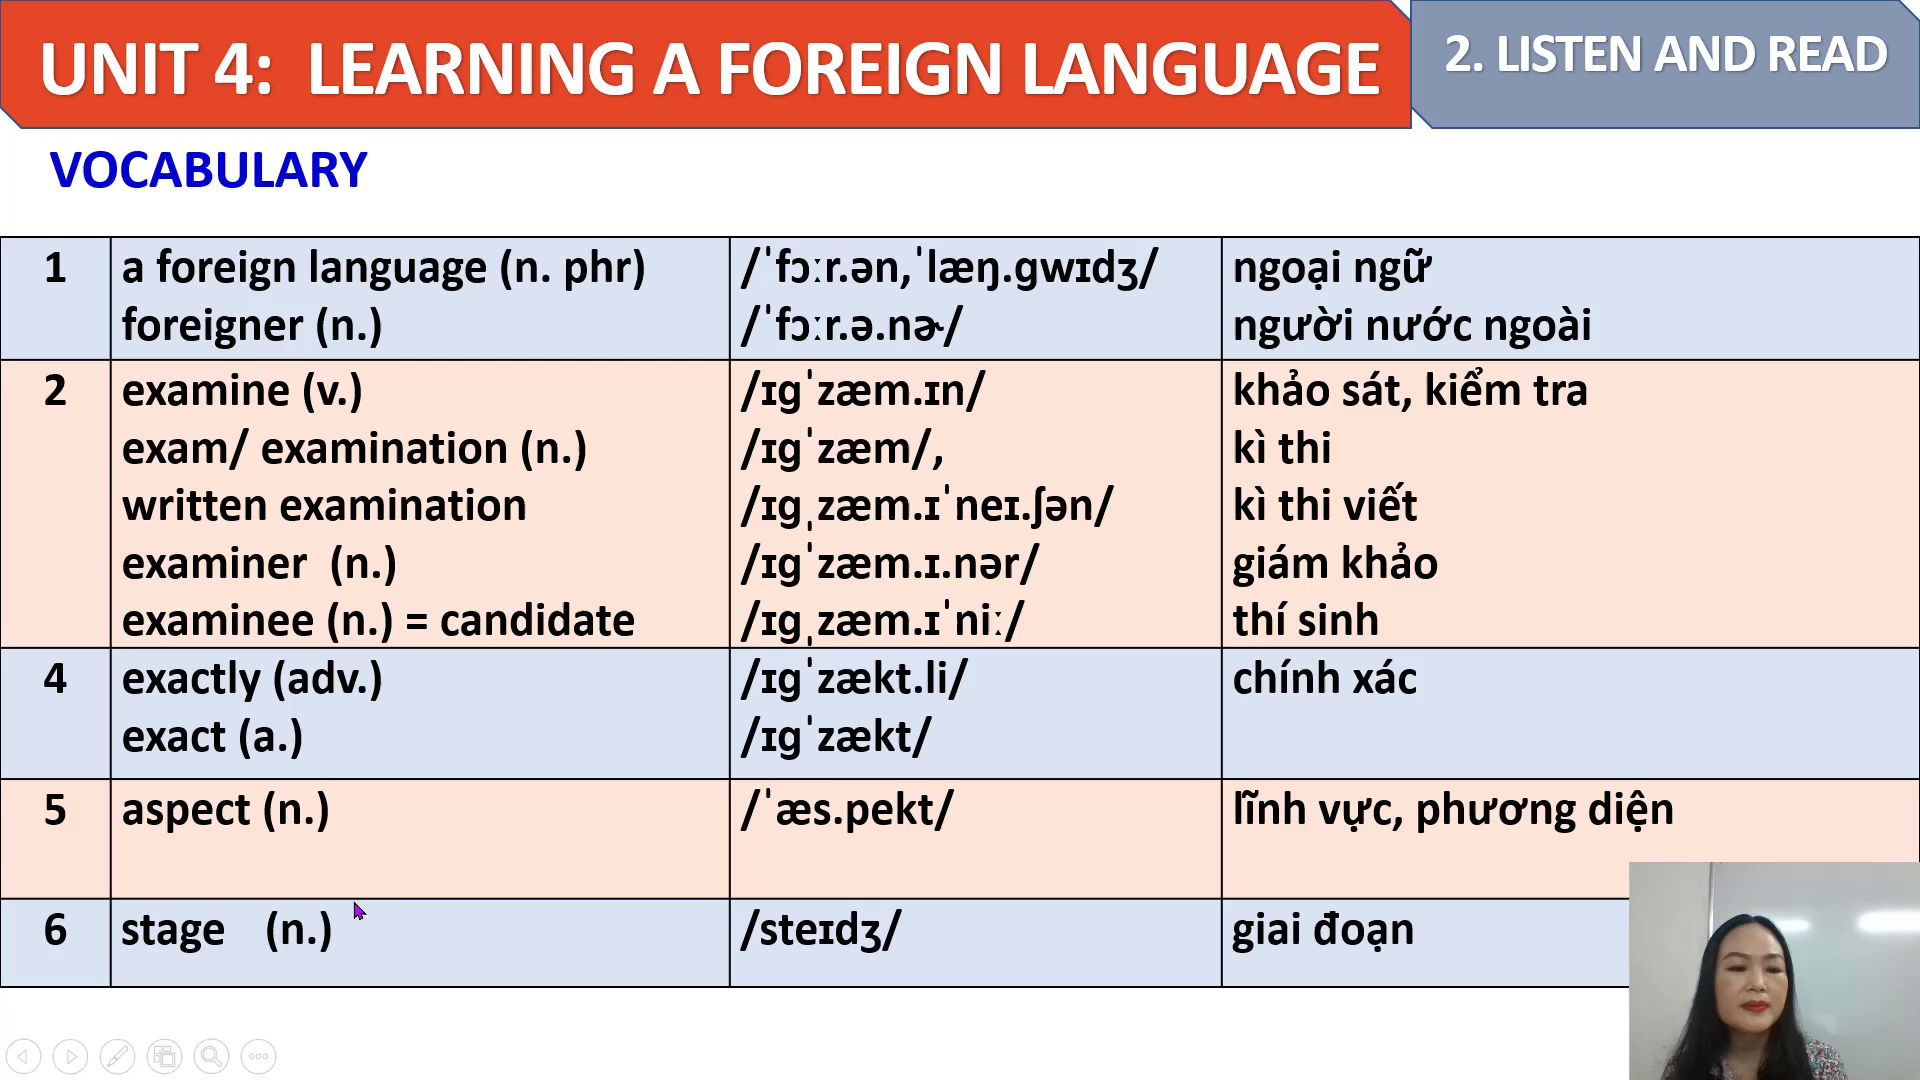 UNIT 4: LEARNING A FOREIGN LANGUAGE
2. LISTEN AND READ
VOCABULARY
1
a foreign language (n. phr)
/ˈfɔːr.ən,ˈlæŋ.ɡwɪdʒ/
ngoại ngữ
foreigner (n.)
/ˈfɔːr.ə.nɚ/
người nước ngoài
2
examine (v.)
/ɪɡˈzæm.ɪn/
khảo sát, kiểm tra
exam/ examination (n.)
/ɪɡˈzæm/,
kì thi
written examination
/ɪɡˌzæm.ɪˈneɪ.ʃən/
kì thi viết
examiner (n.)
/ɪɡˈzæm.ɪ.nər/
giám khảo
examinee (n.) = candidate
/ɪɡˌzæm.ɪˈniː/
thí sinh
4
exactly (adv.)
/ɪɡˈzækt.li/
chính xác
exact (a.)
/ɪɡˈzækt/
5
aspect (n.)
/ˈæs.pekt/
lĩnh vực, phương diện
6
stage (n.)
/steɪdʒ/
giai đoạn